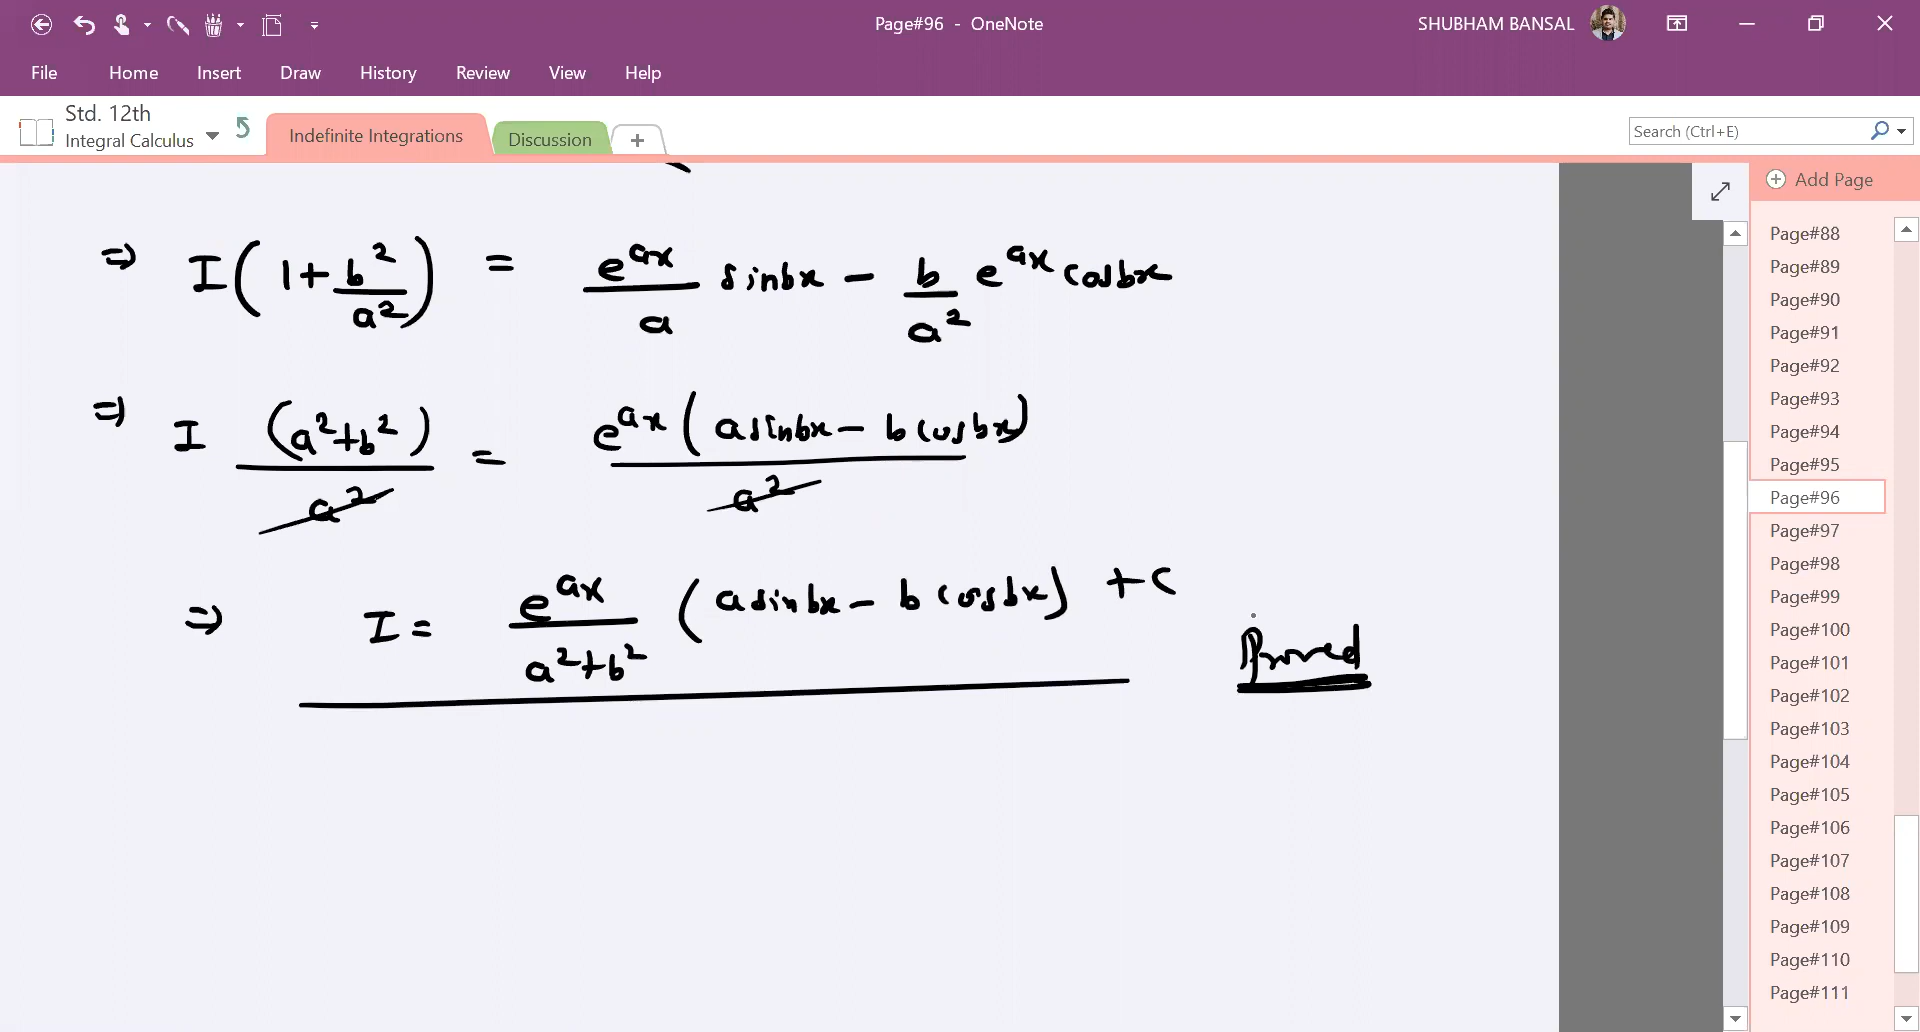 Page#96 - OneNote
SHUBHAM BANSAL
File Home Insert Draw History Review View Help
Std. 12th
Integral Calculus
Indefinite Integrations
Discussion
+
Search (Ctrl+E)
Add Page
⇒ I(1+b²/a²) = e^{ax}/a sinbx − b/a² e^{ax} cosbx
⇒ I (a²+b²)/a² = e^{ax}(a sinbx − b cosbx)/a²
⇒ I = e^{ax}/(a²+b²) (a sinbx − b cosbx) + C
Proved
Page#88
Page#89
Page#90
Page#91
Page#92
Page#93
Page#94
Page#95
Page#96
Page#97
Page#98
Page#99
Page#100
Page#101
Page#102
Page#103
Page#104
Page#105
Page#106
Page#107
Page#108
Page#109
Page#110
Page#111